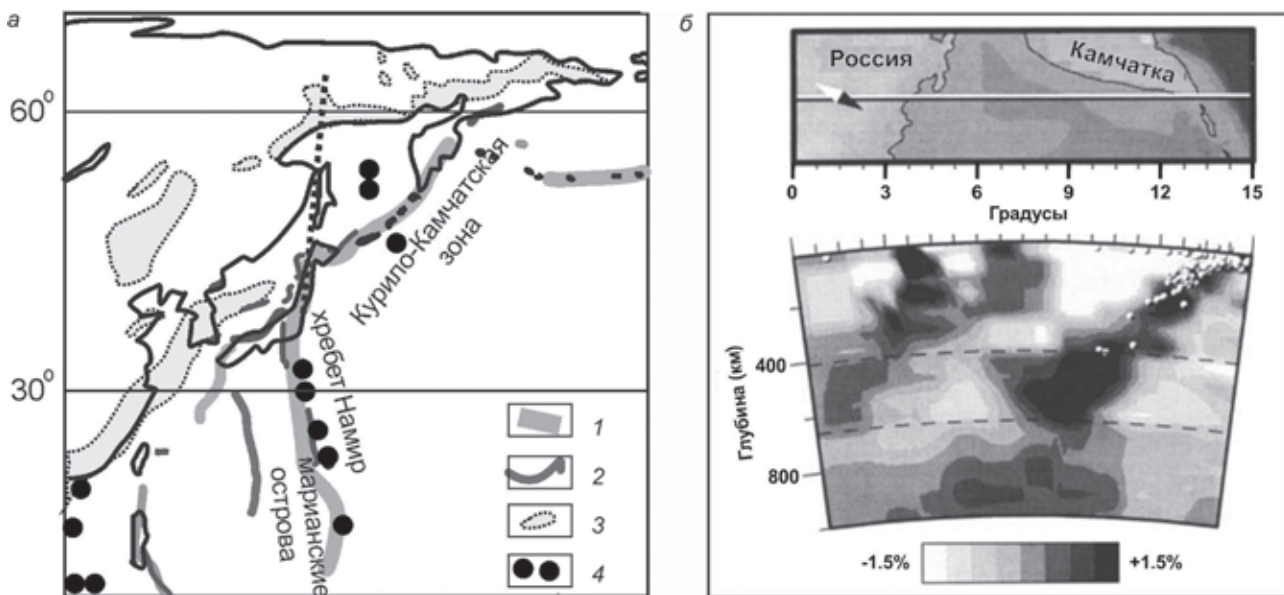 а
60°
30°
Курило-Камчатская
зона
хребет Намир
марианские
острова
1
2
3
4
б
Россия
Камчатка
0 3 6 9 12 15
Градусы
Глубина (км)
400
800
-1.5% +1.5%